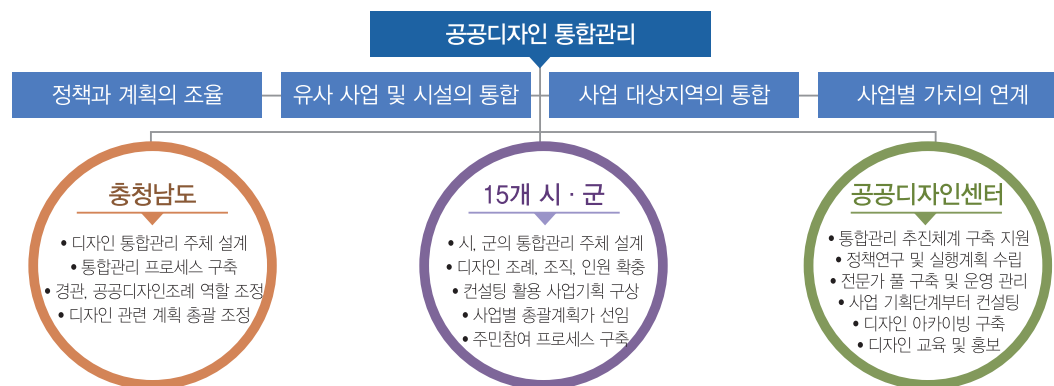 공공디자인 통합관리
정책과 계획의 조율
유사 사업 및 시설의 통합
사업 대상지역의 통합
사업별 가치의 연계
충청남도
• 디자인 통합관리 주체 설계
• 통합관리 프로세스 구축
• 경관, 공공디자인조례 역할 조정
• 디자인 관련 계획 총괄 조정
15개 시 · 군
• 시, 군의 통합관리 주체 설계
• 디자인 조례, 조직, 인원 확충
• 컨설팅 활용 사업기획 구상
• 사업별 총괄계획가 선임
• 주민참여 프로세스 구축
공공디자인센터
• 통합관리 추진체계 구축 지원
• 정책연구 및 실행계획 수립
• 전문가 풀 구축 및 운영 관리
• 사업 기획단계부터 컨설팅
• 디자인 아카이빙 구축
• 디자인 교육 및 홍보